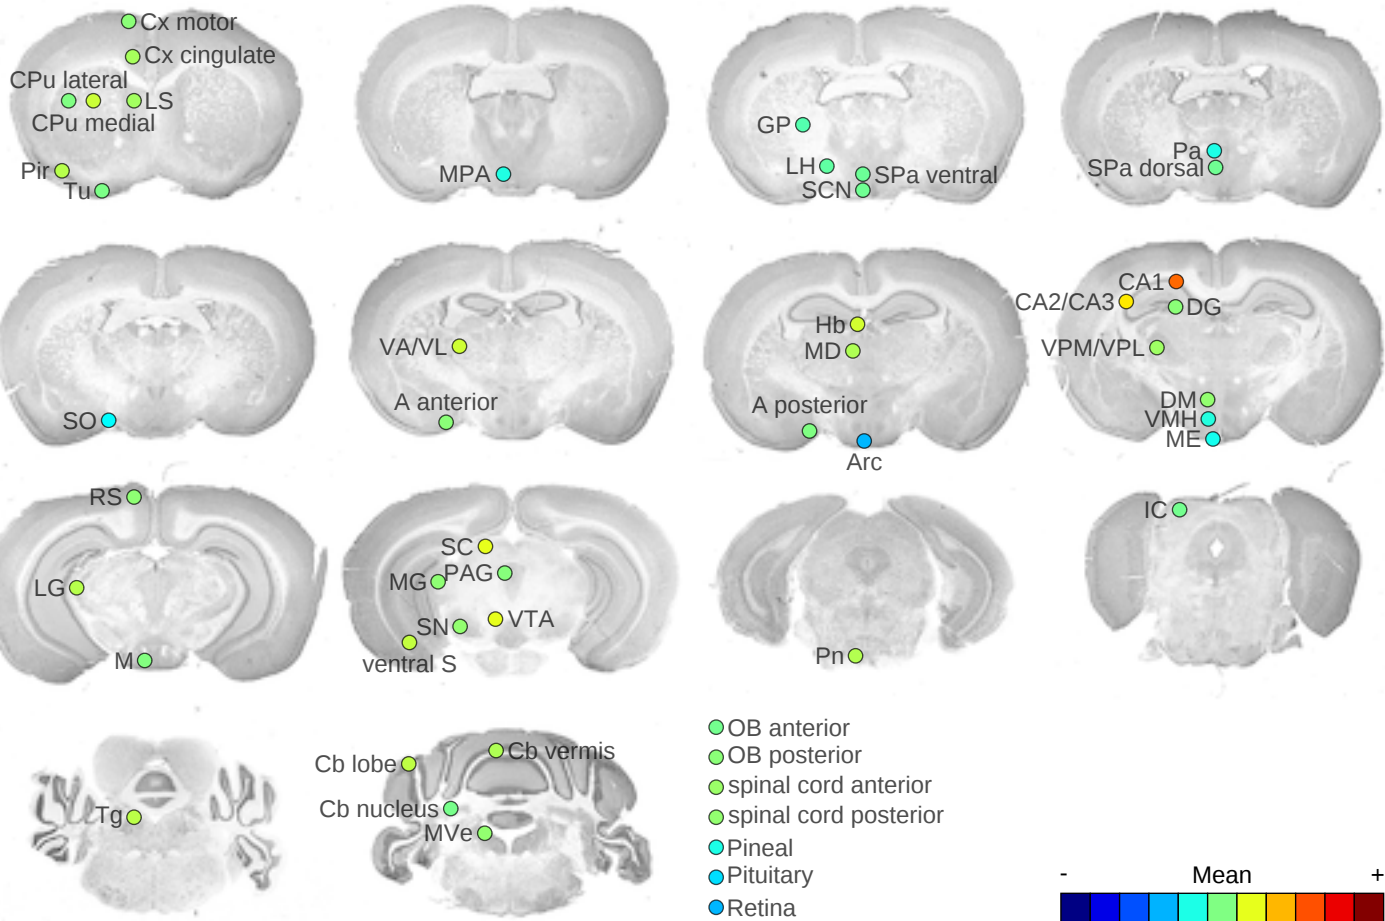 Cx motor
Cx cingulate
CPu lateral
LS
CPu medial
Pir
Tu
MPA
GP
LH
SPa ventral
SCN
Pa
SPa dorsal
SO
VA/VL
A anterior
Hb
MD
A posterior
Arc
CA1
CA2/CA3
DG
VPM/VPL
DM
VMH
ME
RS
LG
M
SC
MG
PAG
SN
VTA
ventral S
Pn
IC
Tg
Cb lobe
Cb vermis
Cb nucleus
MVe
OB anterior
OB posterior
spinal cord anterior
spinal cord posterior
Pineal
Pituitary
Retina
- Mean +